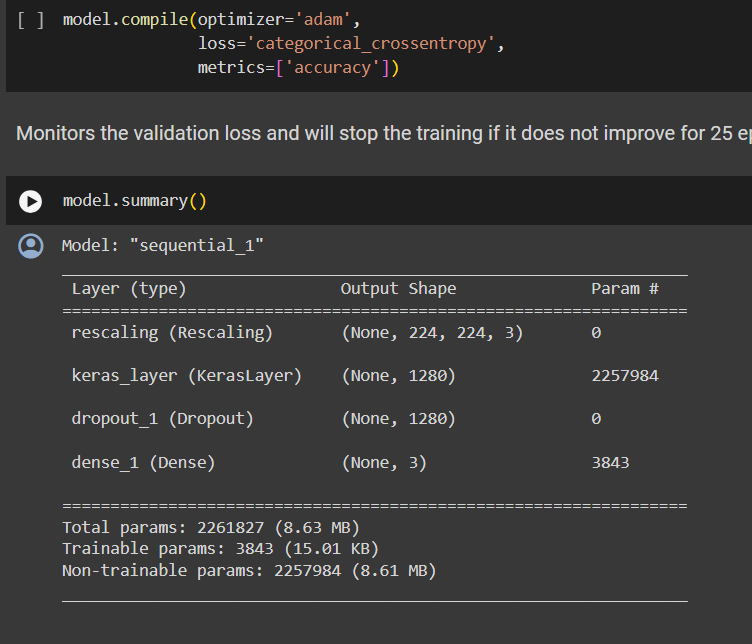 [ ] model.compile(optimizer='adam',
loss='categorical_crossentropy',
metrics=['accuracy'])
Monitors the validation loss and will stop the training if it does not improve for 25
model.summary()
Model: "sequential_1"
Layer (type) Output Shape Param #
=================================================================
rescaling (Rescaling) (None, 224, 224, 3) 0
keras_layer (KerasLayer) (None, 1280) 2257984
dropout_1 (Dropout) (None, 1280) 0
dense_1 (Dense) (None, 3) 3843
=================================================================
Total params: 2261827 (8.63 MB)
Trainable params: 3843 (15.01 KB)
Non-trainable params: 2257984 (8.61 MB)